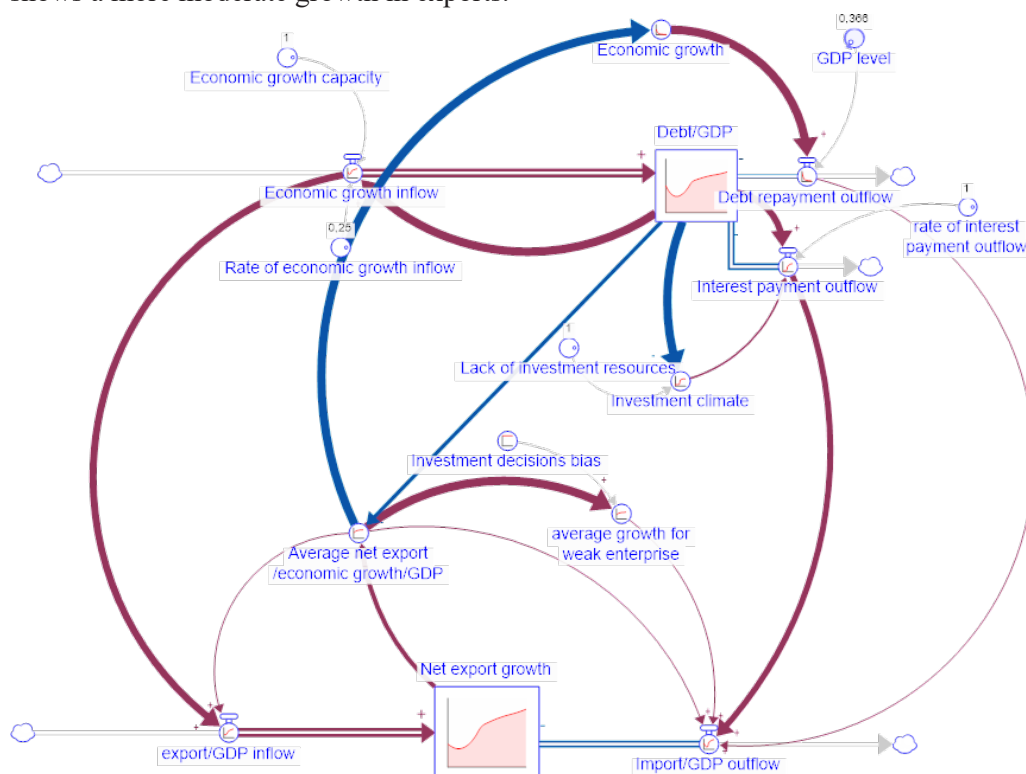 shows a more moderate growth in exports.
0,366
1
Economic growth
GDP level
Economic growth capacity
Debt/GDP
+
+
-
Economic growth inflow
Debt repayment outflow
1
0,25
+
-
rate of interest
payment outflow
Rate of economic growth inflow
Interest payment outflow
1
-
Lack of investment resources
Investment climate
Investment decisions bias
+
average growth for
weak enterprise
Average net export
/economic growth/GDP
Net export growth
+
+
+
-
+
+
+
+
export/GDP inflow
Import/GDP outflow